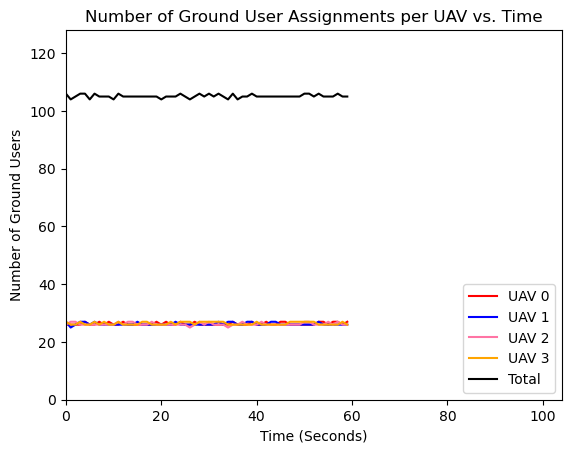 Number of Ground User Assignments per UAV vs. Time
Number of Ground Users
120
100
80
60
40
20
0
0 20 40 60 80 100
Time (Seconds)
UAV 0
UAV 1
UAV 2
UAV 3
Total